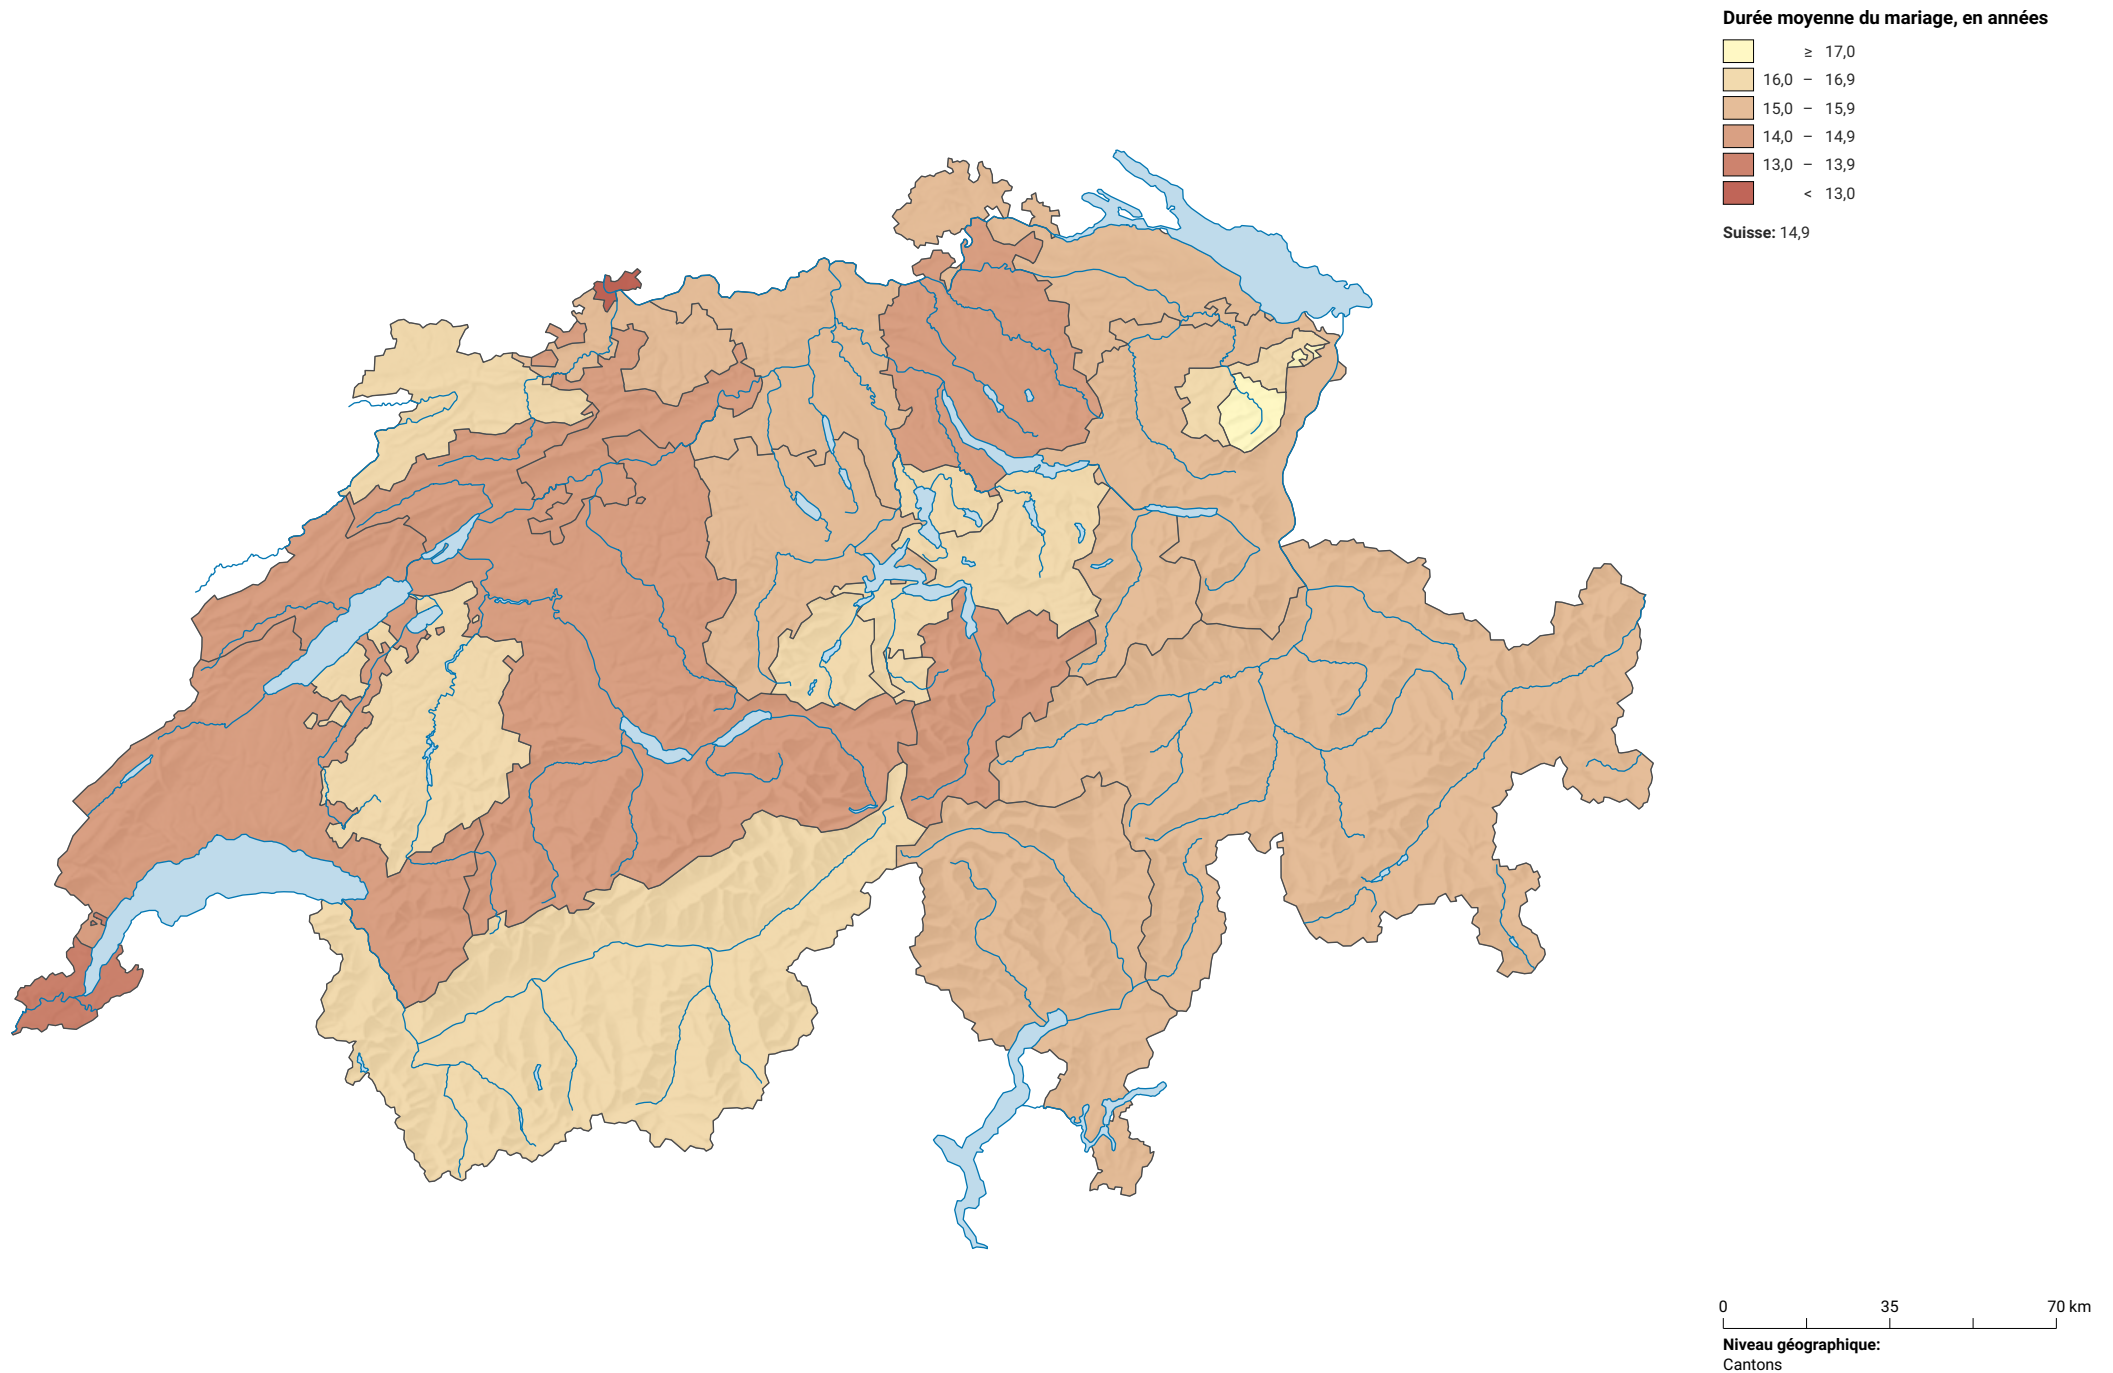 Durée moyenne du mariage, en années
≥ 17,0
16,0 – 16,9
15,0 – 15,9
14,0 – 14,9
13,0 – 13,9
< 13,0
Suisse: 14,9
0 35 70 km
Niveau géographique:
Cantons